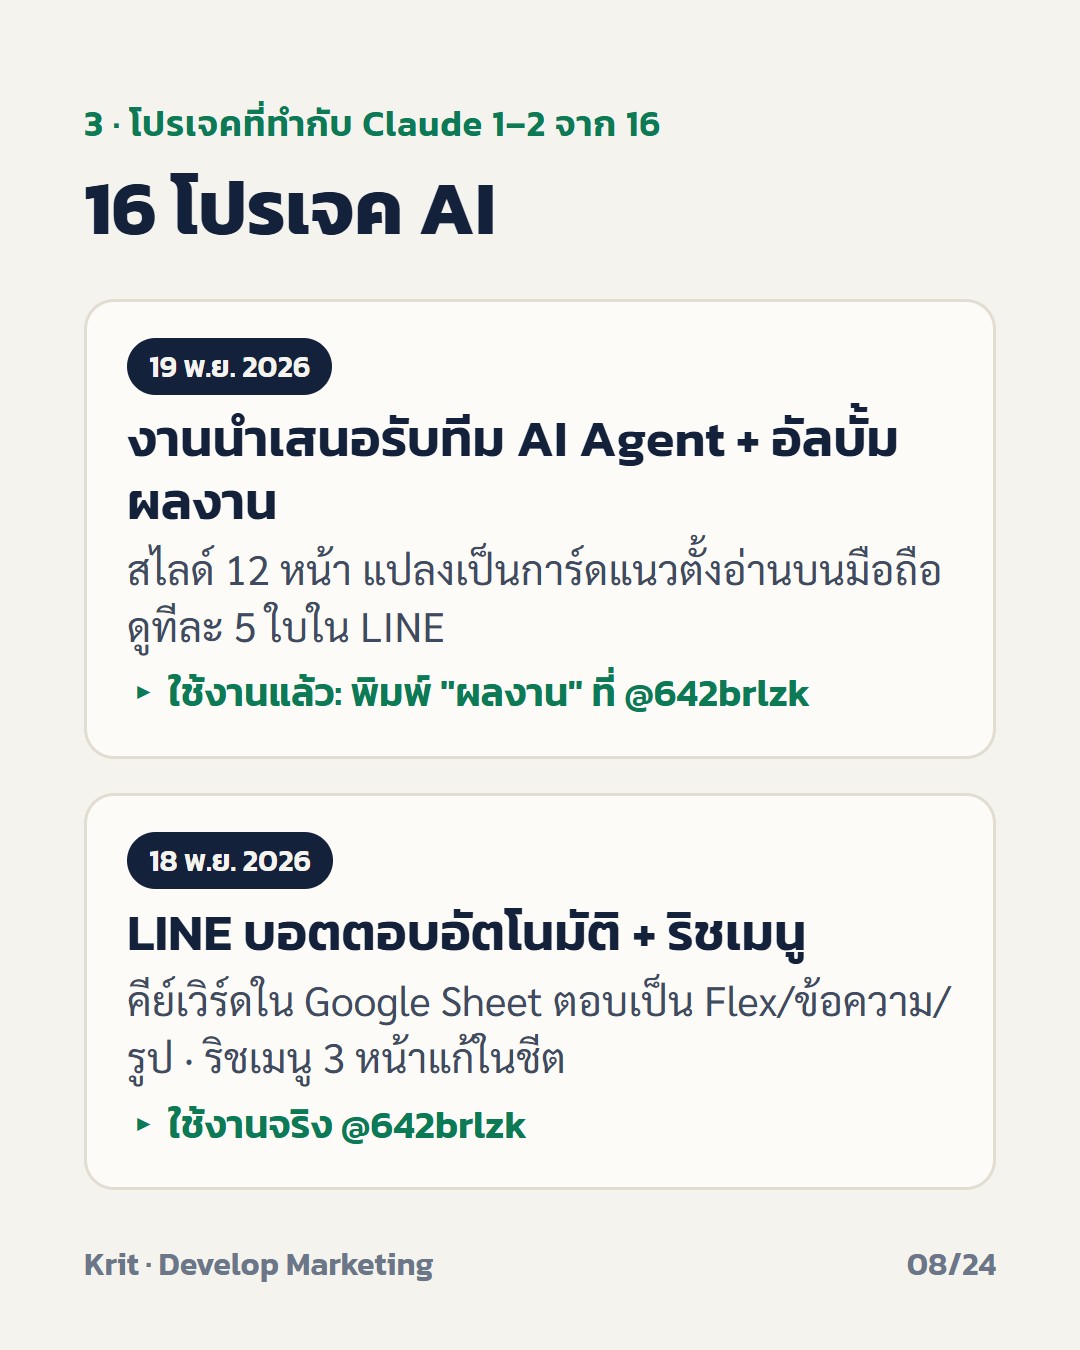 3 · โปรเจคที่ทำกับ Claude 1–2 จาก 16
16 โปรเจค AI
19 พ.ย. 2026
งานนำเสนอรับทีม AI Agent + อัลบั้ม
ผลงาน
สไลด์ 12 หน้า แปลงเป็นการ์ดแนวตั้งอ่านบนมือถือ
ดูทีละ 5 ใบใน LINE
▸ ใช้งานแล้ว: พิมพ์ "ผลงาน" ที่ @642brlzk
18 พ.ย. 2026
LINE บอตตอบอัตโนมัติ + ริชเมนู
คีย์เวิร์ดใน Google Sheet ตอบเป็น Flex/ข้อความ/
รูป · ริชเมนู 3 หน้าแก้ในชีต
▸ ใช้งานจริง @642brlzk
Krit · Develop Marketing
08/24